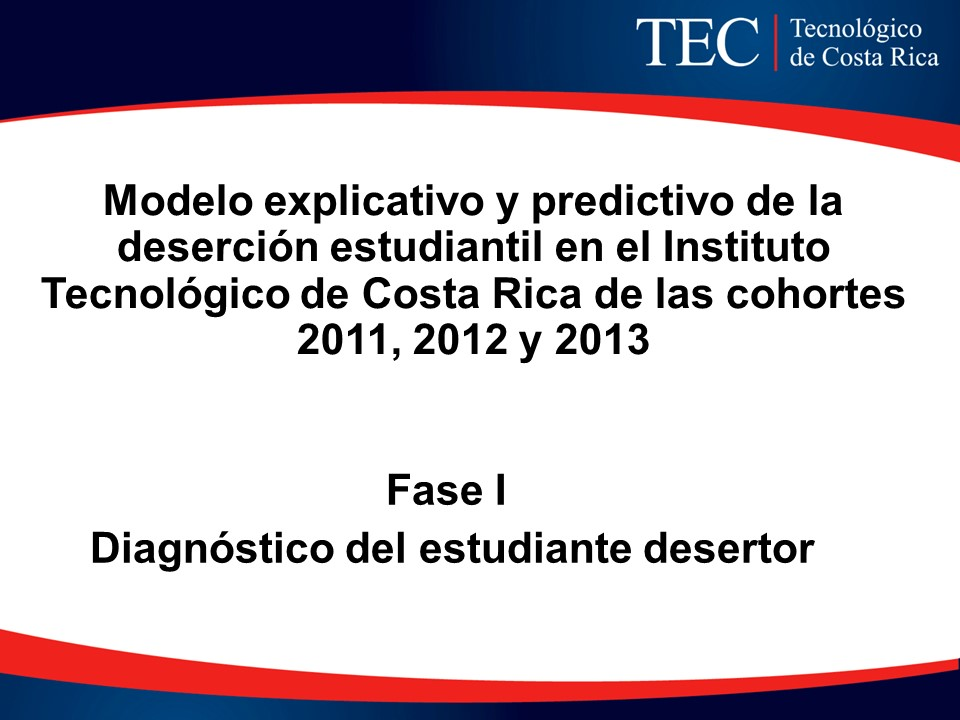 TEC
Tecnológico
de Costa Rica
Modelo explicativo y predictivo de la
deserción estudiantil en el Instituto
Tecnológico de Costa Rica de las cohortes
2011, 2012 y 2013
Fase I
Diagnóstico del estudiante desertor